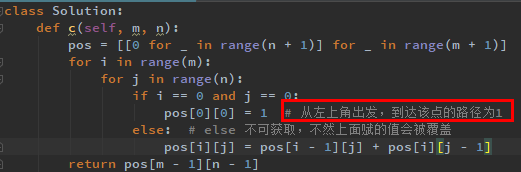 class Solution:
    def c(self, m, n):
        pos = [[0 for _ in range(n + 1)] for _ in range(m + 1)]
        for i in range(m):
            for j in range(n):
                if i == 0 and j == 0:
                    pos[0][0] = 1  # 从左上角出发，到达该点的路径为1
                else:  # else 不可获取，不然上面赋的值会被覆盖
                    pos[i][j] = pos[i - 1][j] + pos[i][j - 1]
        return pos[m - 1][n - 1]